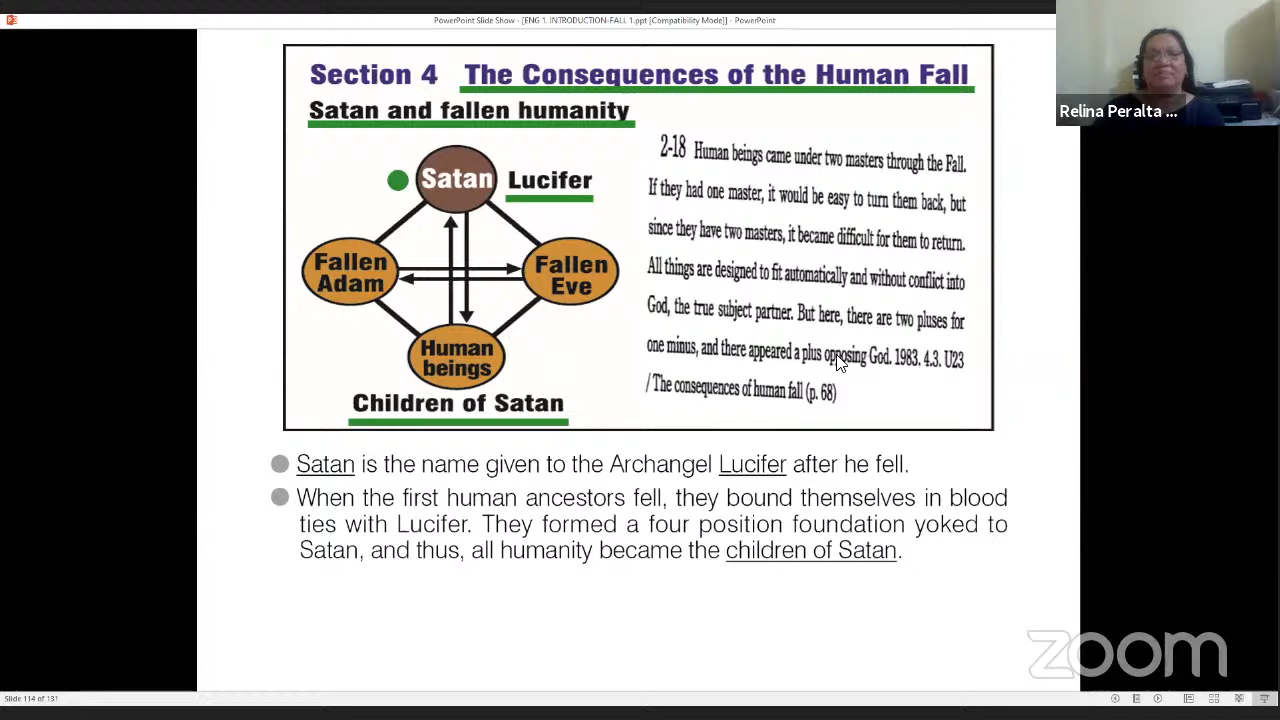 PowerPoint Slide Show - [ENG 1. INTRODUCTION-FALL 1.ppt [Compatibility Mode]] - PowerPoint
Relina Peralta ...
Section 4 The Consequences of the Human Fall
Satan and fallen humanity
Satan Lucifer
Fallen Adam
Fallen Eve
Human beings
Children of Satan
2-18 Human beings came under two masters through the Fall.
If they had one master, it would be easy to turn them back, but
since they have two masters, it became difficult for them to return.
All things are designed to fit automatically and without conflict into
God, the true subject partner. But here, there are two pluses for
one minus, and there appeared a plus opposing God. 1983. 4.3. U23
/ The consequences of human fall (p. 68)
Satan is the name given to the Archangel Lucifer after he fell.
When the first human ancestors fell, they bound themselves in blood
ties with Lucifer. They formed a four position foundation yoked to
Satan, and thus, all humanity became the children of Satan.
zoom
Slide 114 of 131